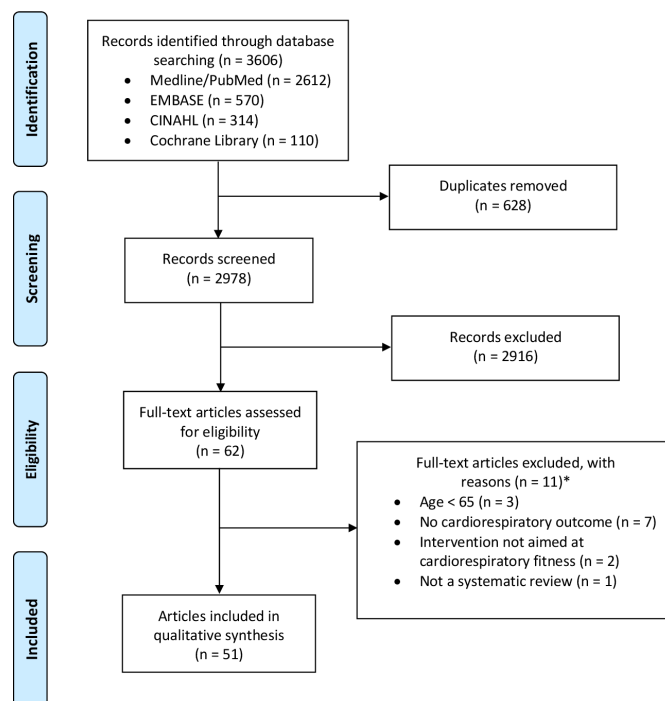 Identification
Records identified through database
searching (n = 3606)
• Medline/PubMed (n = 2612)
• EMBASE (n = 570)
• CINAHL (n = 314)
• Cochrane Library (n = 110)
Duplicates removed
(n = 628)
Screening
Records screened
(n = 2978)
Records excluded
(n = 2916)
Eligibility
Full-text articles assessed
for eligibility
(n = 62)
Full-text articles excluded, with
reasons (n = 11)*
• Age < 65 (n = 3)
• No cardiorespiratory outcome (n = 7)
• Intervention not aimed at
cardiorespiratory fitness (n = 2)
• Not a systematic review (n = 1)
Included
Articles included in
qualitative synthesis
(n = 51)